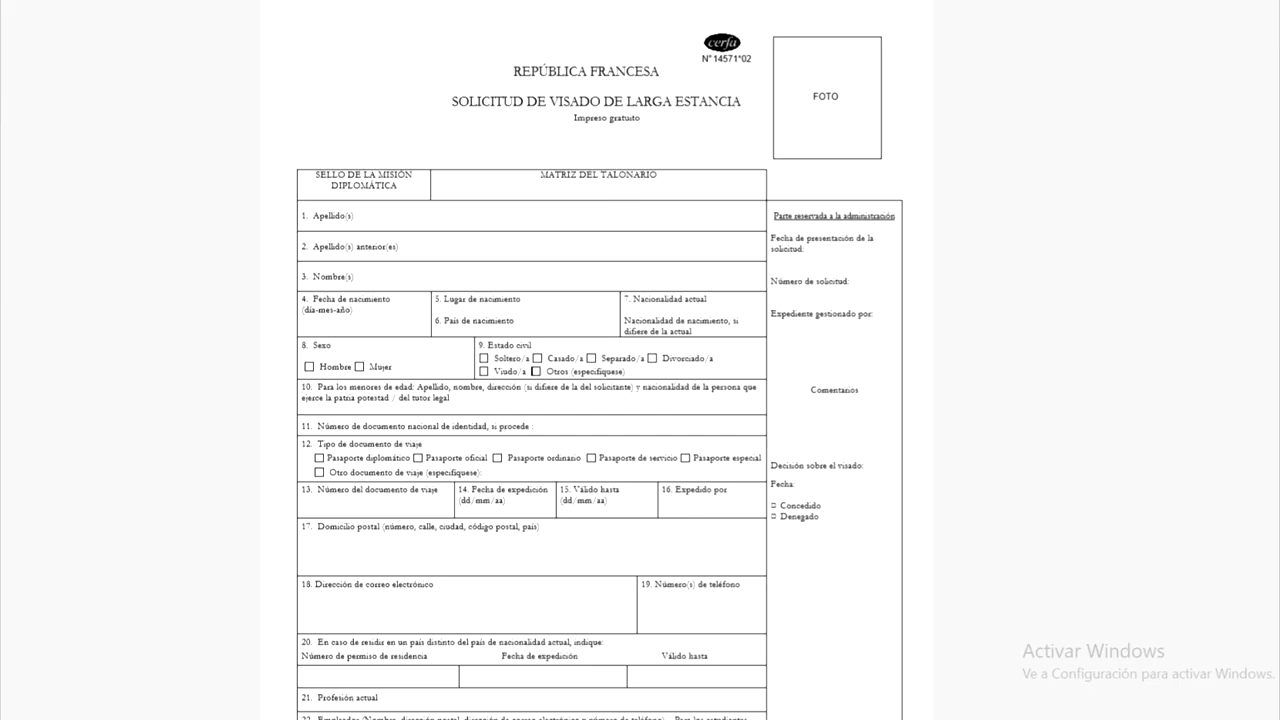 cerfa
N° 14571*02
REPÚBLICA FRANCESA
SOLICITUD DE VISADO DE LARGA ESTANCIA
Impreso gratuito
FOTO
SELLO DE LA MISIÓN
DIPLOMÁTICA
MATRIZ DEL TALONARIO
1. Apellido(s)
2. Apellido(s) anterior(es)
3. Nombre(s)
4. Fecha de nacimiento
(día-mes-año)
5. Lugar de nacimiento
6. País de nacimiento
7. Nacionalidad actual
Nacionalidad de nacimiento, si
difiere de la actual
8. Sexo
Hombre Mujer
9. Estado civil
Soltero/a Casado/a Separado/a Divorciado/a
Viudo/a Otros (especifíquese)
10. Para los menores de edad: Apellido, nombre, dirección (si difiere de la del solicitante) y nacionalidad de la persona que
ejerce la patria potestad / del tutor legal
11. Número de documento nacional de identidad, si procede :
12. Tipo de documento de viaje
Pasaporte diplomático Pasaporte oficial Pasaporte ordinario Pasaporte de servicio Pasaporte especial
Otro documento de viaje (especifíquese):
13. Número del documento de viaje
14. Fecha de expedición
(dd/mm/aa)
15. Válido hasta
(dd/mm/aa)
16. Expedido por
17. Domicilio postal (número, calle, ciudad, código postal, país)
18. Dirección de correo electrónico
19. Número(s) de teléfono
20. En caso de residir en un país distinto del país de nacionalidad actual, indique:
Número de permiso de residencia Fecha de expedición Válido hasta
21. Profesión actual
Parte reservada a la administración
Fecha de presentación de la
solicitud:
Número de solicitud:
Expediente gestionado por:
Comentarios
Decisión sobre el visado:
Fecha:
Concedido
Denegado
Activar Windows
Ve a Configuración para activar Windows.